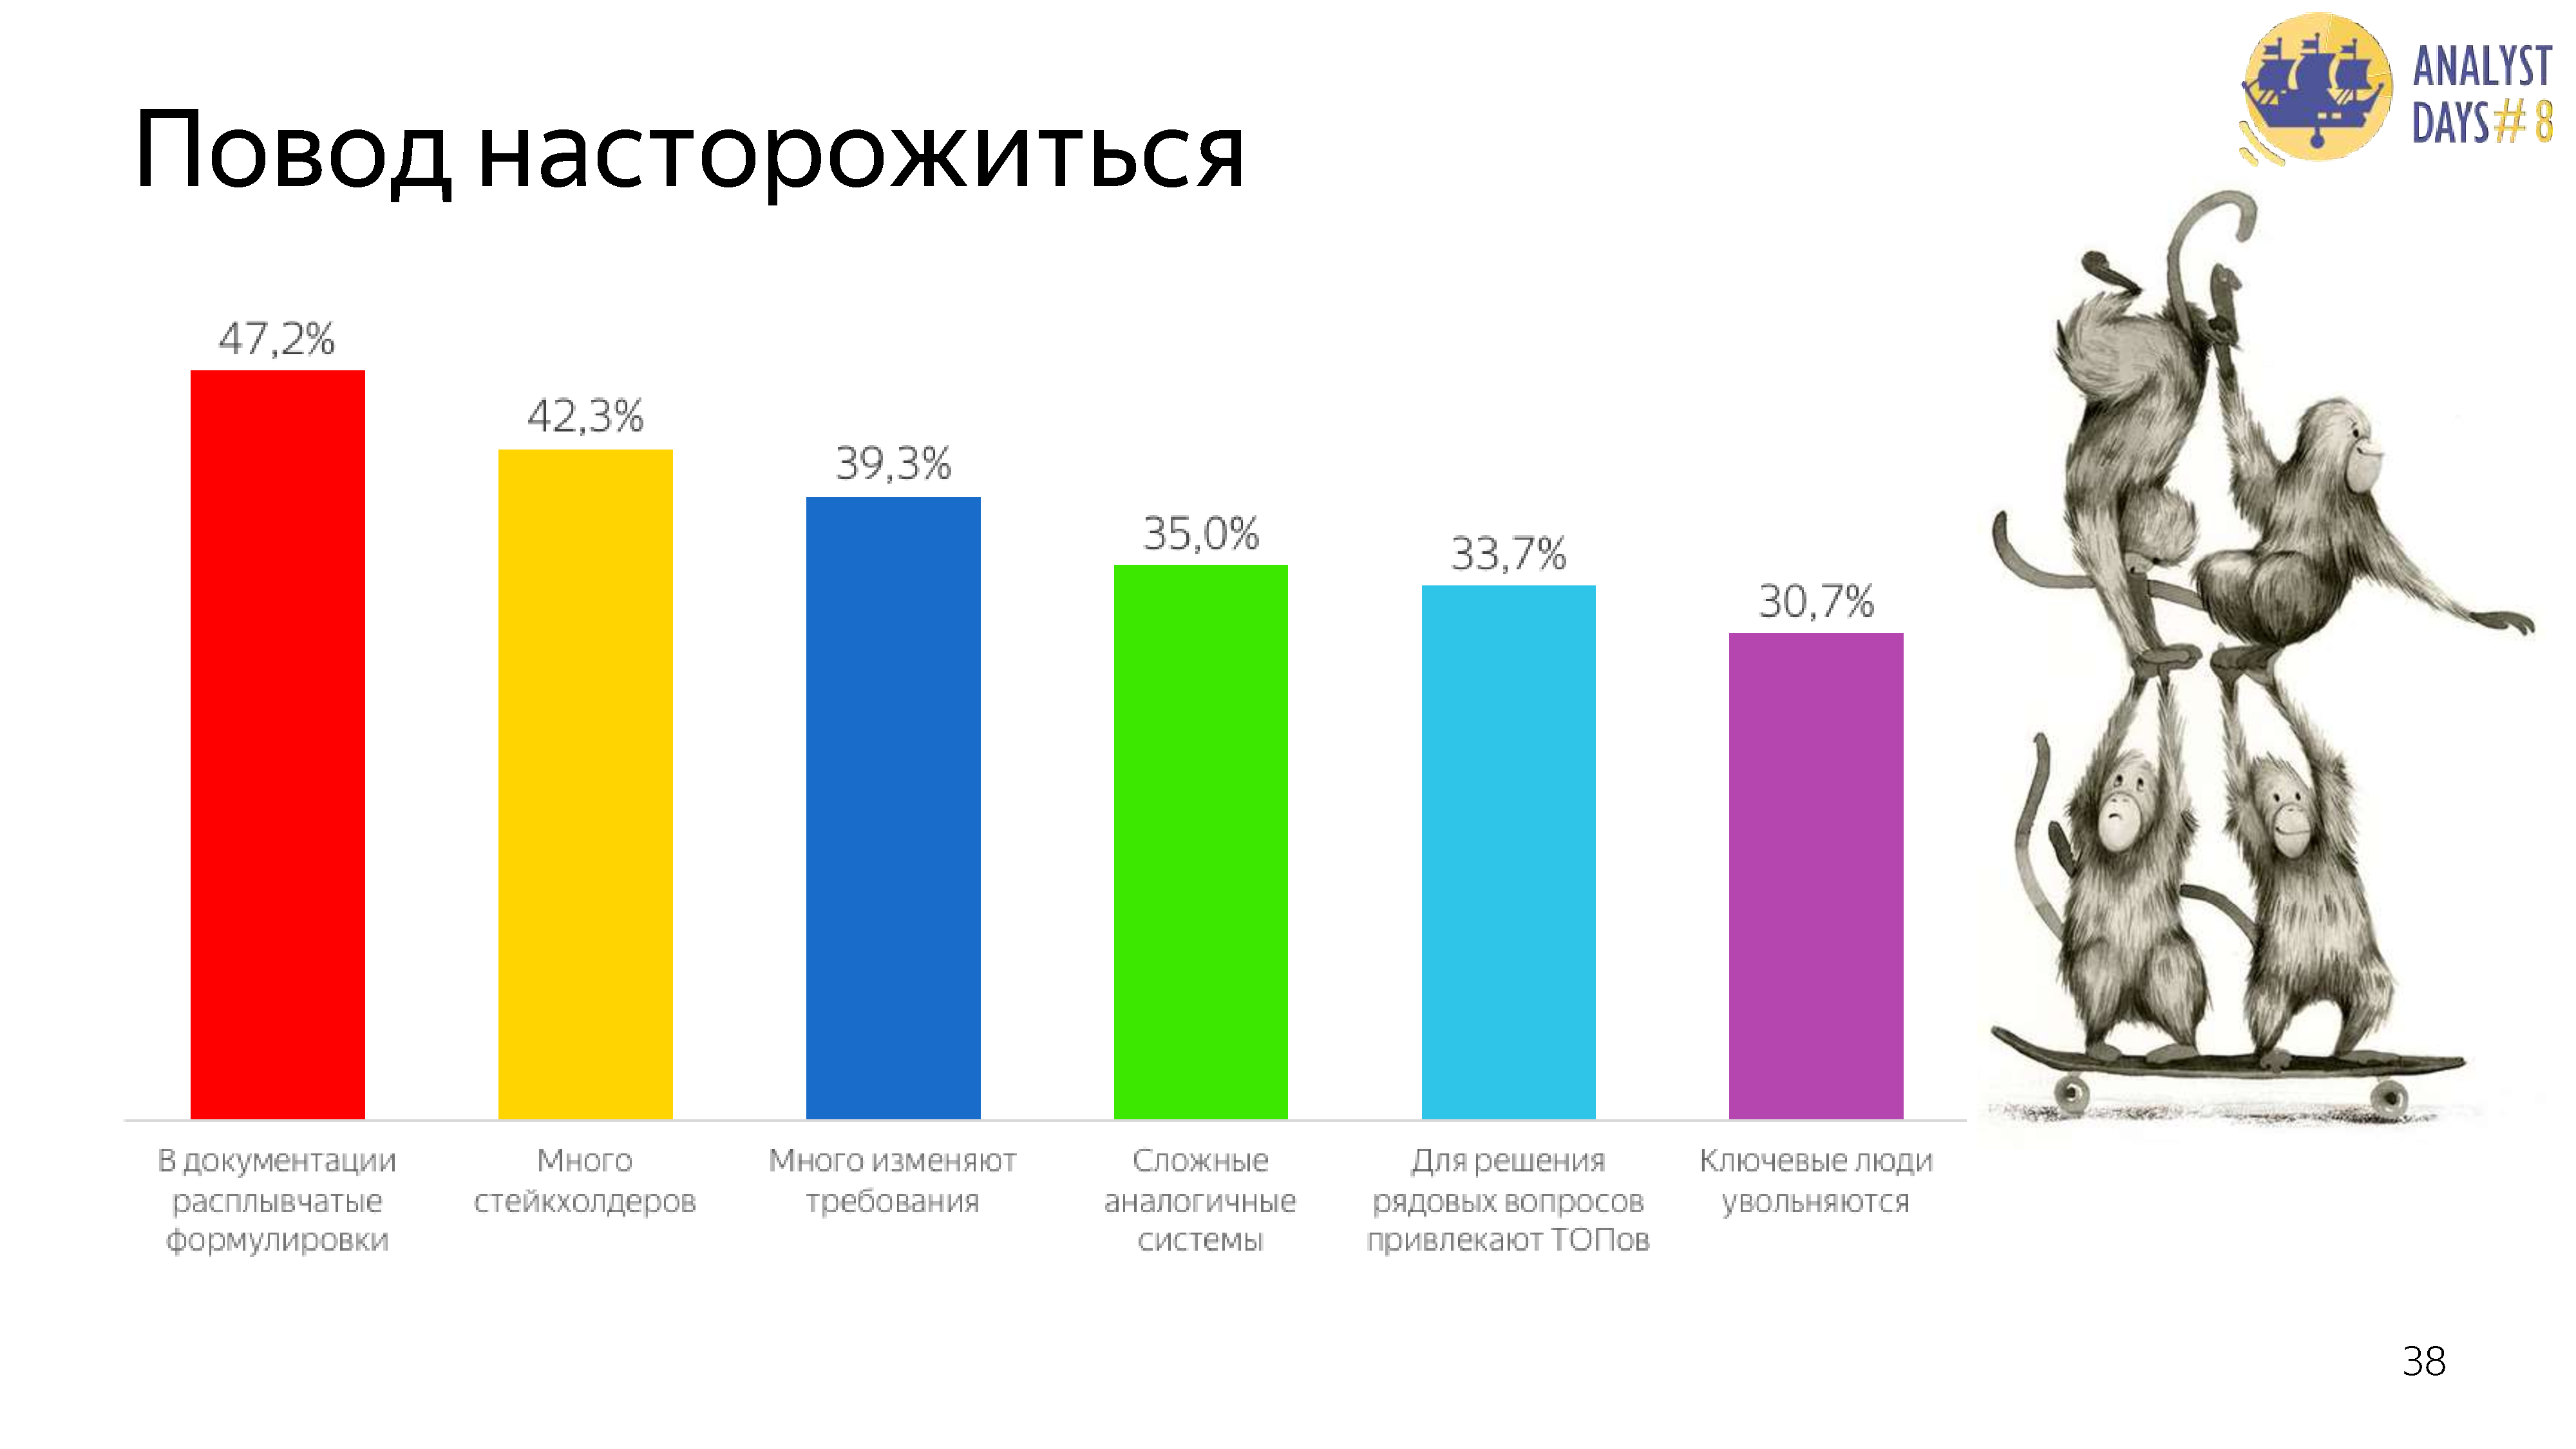 ANALYST
DAYS#8
Повод насторожиться
47,2%
42,3%
39,3%
35,0%
33,7%
30,7%
В документации
расплывчатые
формулировки
Много
стейкхолдеров
Много изменяют
требования
Сложные
аналогичные
системы
Для решения
рядовых вопросов
привлекают ТОПов
Ключевые люди
увольняются
38